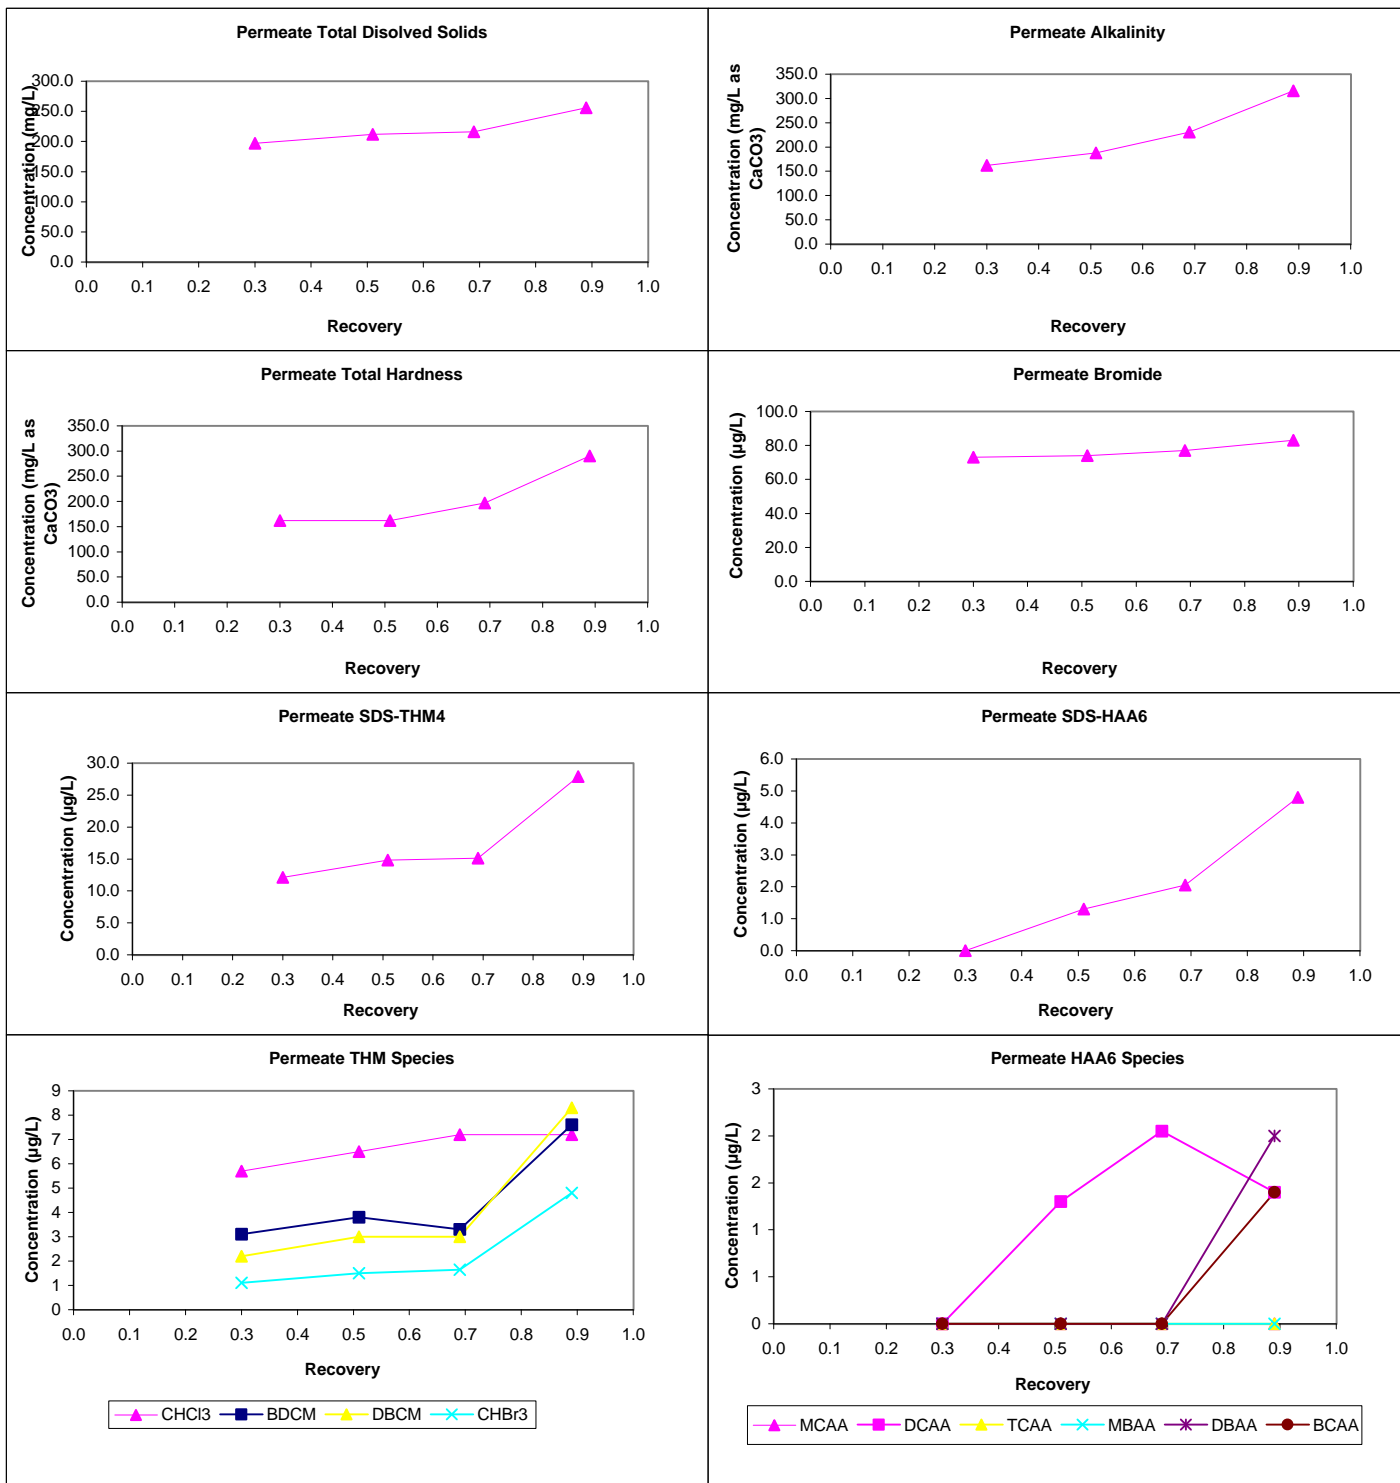 Permeate Total Disolved Solids
Concentration (mg/L)
300.0
250.0
200.0
150.0
100.0
50.0
0.0
0.0 0.1 0.2 0.3 0.4 0.5 0.6 0.7 0.8 0.9 1.0
Recovery
Permeate Alkalinity
Concentration (mg/L as
CaCO3)
350.0
300.0
250.0
200.0
150.0
100.0
50.0
0.0
0.0 0.1 0.2 0.3 0.4 0.5 0.6 0.7 0.8 0.9 1.0
Recovery
Permeate Total Hardness
Concentration (mg/L as
CaCO3)
350.0
300.0
250.0
200.0
150.0
100.0
50.0
0.0
0.0 0.1 0.2 0.3 0.4 0.5 0.6 0.7 0.8 0.9 1.0
Recovery
Permeate Bromide
Concentration (µg/L)
100.0
80.0
60.0
40.0
20.0
0.0
0.0 0.1 0.2 0.3 0.4 0.5 0.6 0.7 0.8 0.9 1.0
Recovery
Permeate SDS-THM4
Concentration (µg/L)
30.0
25.0
20.0
15.0
10.0
5.0
0.0
0.0 0.1 0.2 0.3 0.4 0.5 0.6 0.7 0.8 0.9 1.0
Recovery
Permeate SDS-HAA6
Concentration (µg/L)
6.0
5.0
4.0
3.0
2.0
1.0
0.0
0.0 0.1 0.2 0.3 0.4 0.5 0.6 0.7 0.8 0.9 1.0
Recovery
Permeate THM Species
Concentration (µg/L)
9
8
7
6
5
4
3
2
1
0
0.0 0.1 0.2 0.3 0.4 0.5 0.6 0.7 0.8 0.9 1.0
Recovery
CHCl3 BDCM DBCM CHBr3
Permeate HAA6 Species
Concentration (µg/L)
3
2
2
1
1
0
0.0 0.1 0.2 0.3 0.4 0.5 0.6 0.7 0.8 0.9 1.0
Recovery
MCAA DCAA TCAA MBAA DBAA BCAA